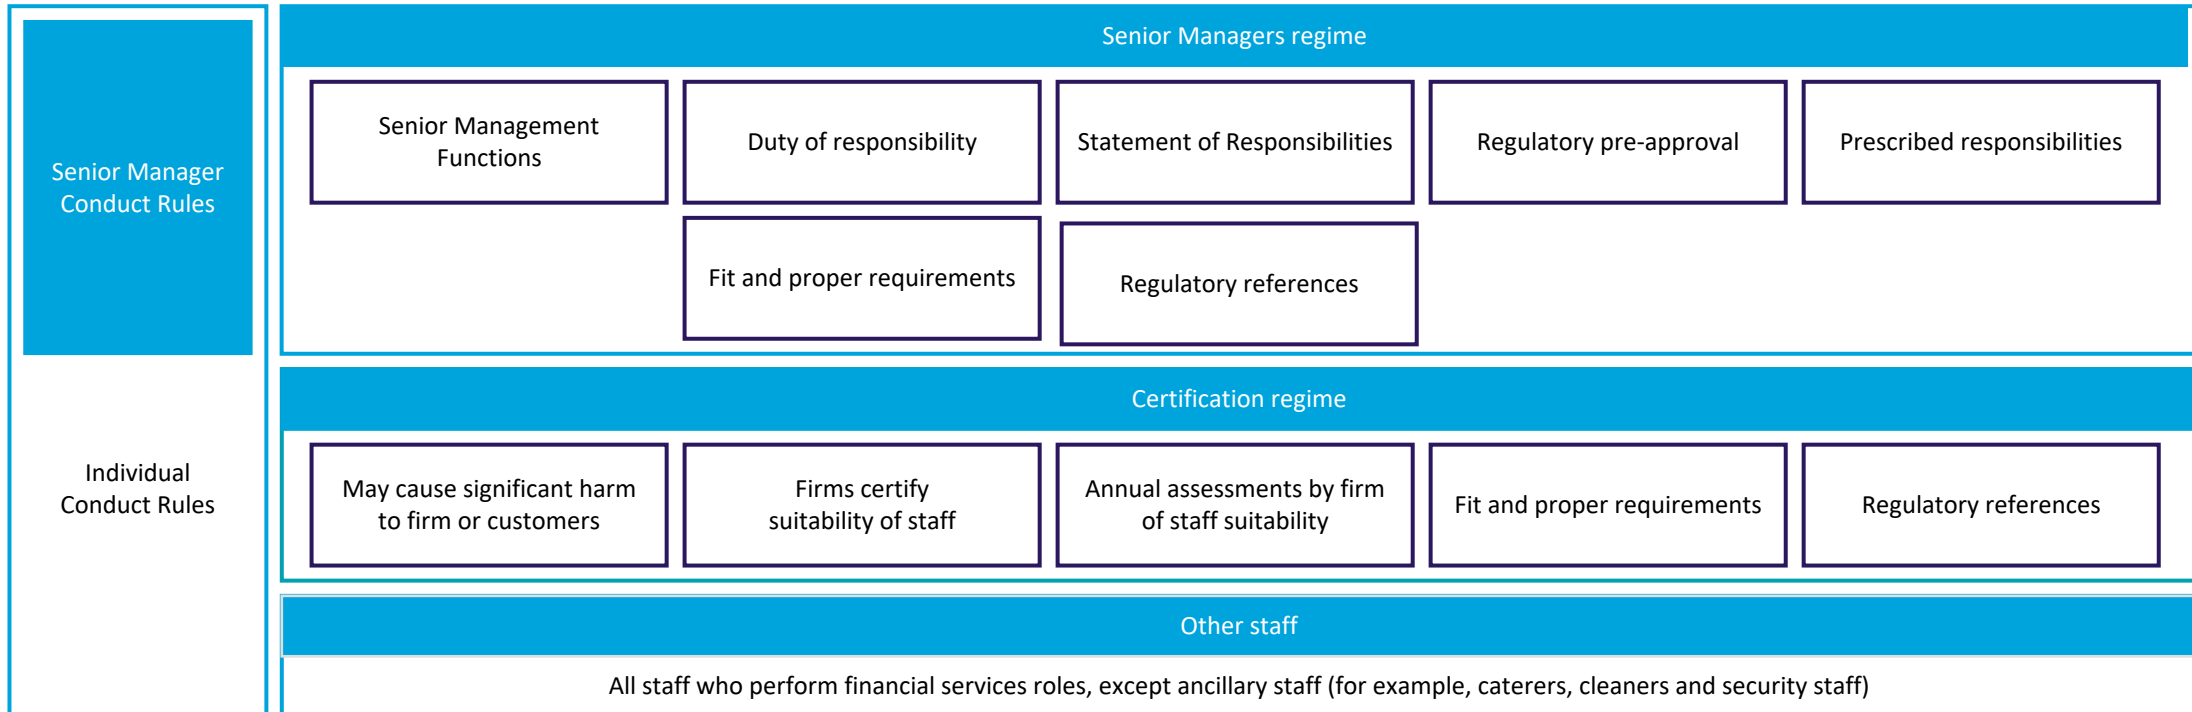 Senior Manager
Conduct Rules
Individual
Conduct Rules
Senior Managers regime
Senior Management
Functions
Duty of responsibility
Statement of Responsibilities
Regulatory pre-approval
Prescribed responsibilities
Fit and proper requirements
Regulatory references
Certification regime
May cause significant harm
to firm or customers
Firms certify
suitability of staff
Annual assessments by firm
of staff suitability
Fit and proper requirements
Regulatory references
Other staff
All staff who perform financial services roles, except ancillary staff (for example, caterers, cleaners and security staff)